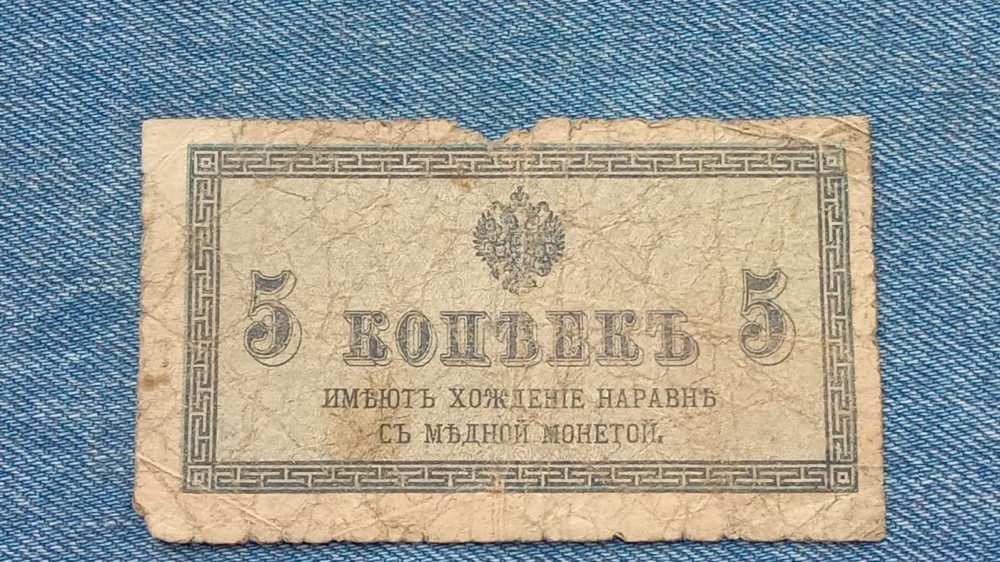 5 КОПѢЕКЪ 5
ИМѢЮТЪ ХОЖДЕНІЕ НАРАВНѢ
СЪ МѢДНОЙ МОНЕТОЙ.